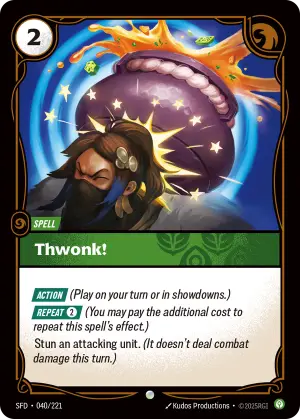 2
SPELL
Thwonk!
ACTION (Play on your turn or in showdowns.)
REPEAT 2 (You may pay the additional cost to
repeat this spell's effect.)
Stun an attacking unit. (It doesn't deal combat
damage this turn.)
SFD • 040/221 Kudos Productions • ©2025RGI